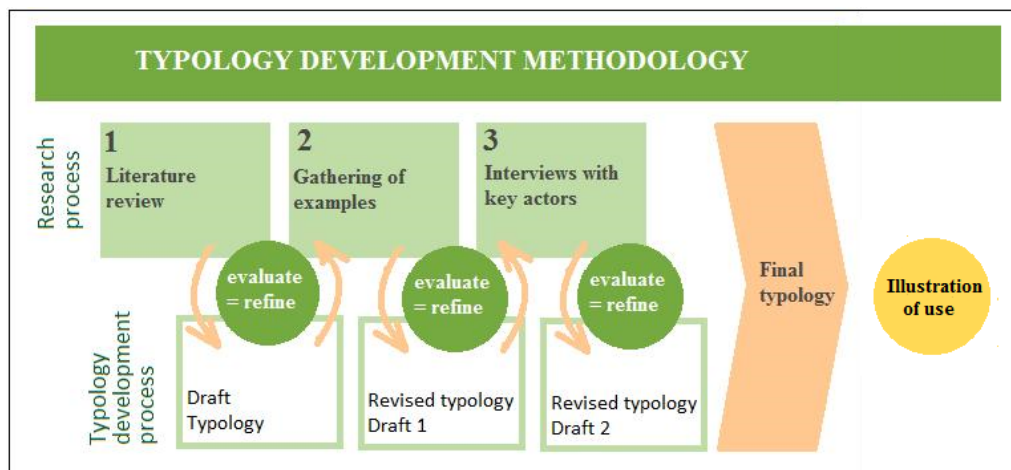 TYPOLOGY DEVELOPMENT METHODOLOGY
Research
process
1
Literature
review
2
Gathering of
examples
3
Interviews with
key actors
evaluate
= refine
evaluate
= refine
evaluate
= refine
Final
typology
Illustration
of use
Typology
development
process
Draft
Typology
Revised typology
Draft 1
Revised typology
Draft 2